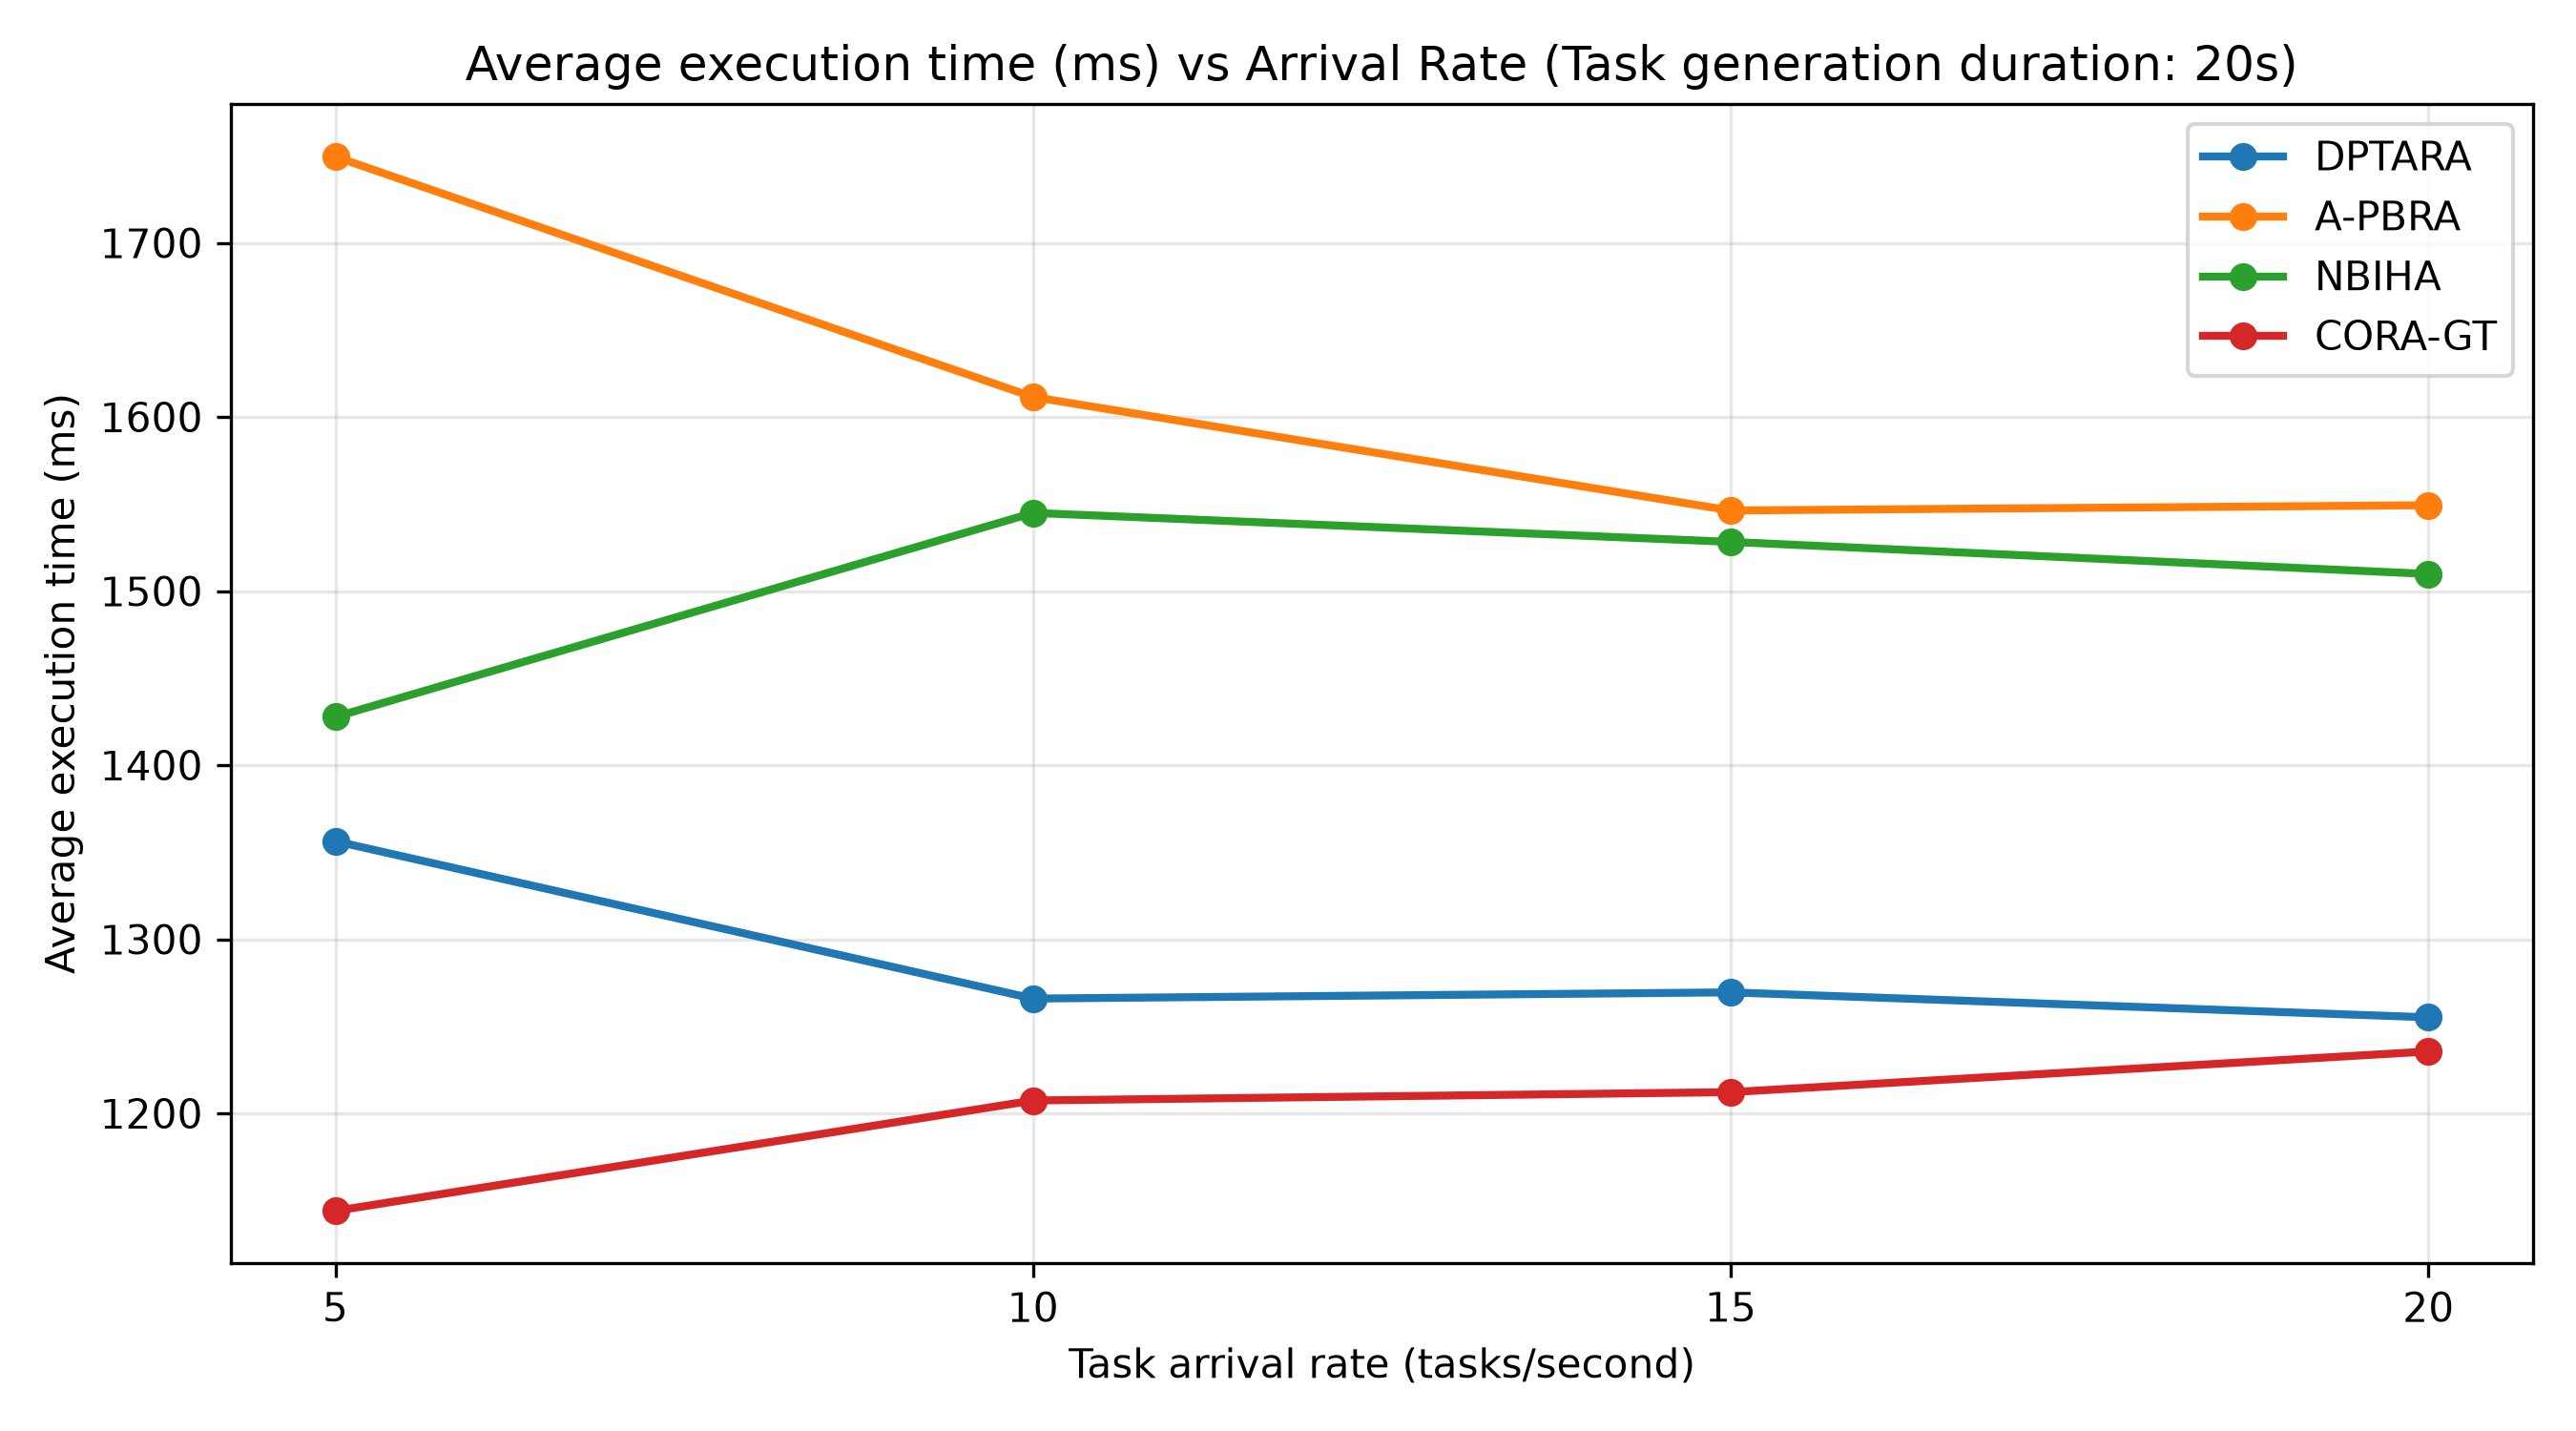 Average execution time (ms) vs Arrival Rate (Task generation duration: 20s)
DPTARA
A-PBRA
NBIHA
CORA-GT
Average execution time (ms)
1700
1600
1500
1400
1300
1200
5 10 15 20
Task arrival rate (tasks/second)